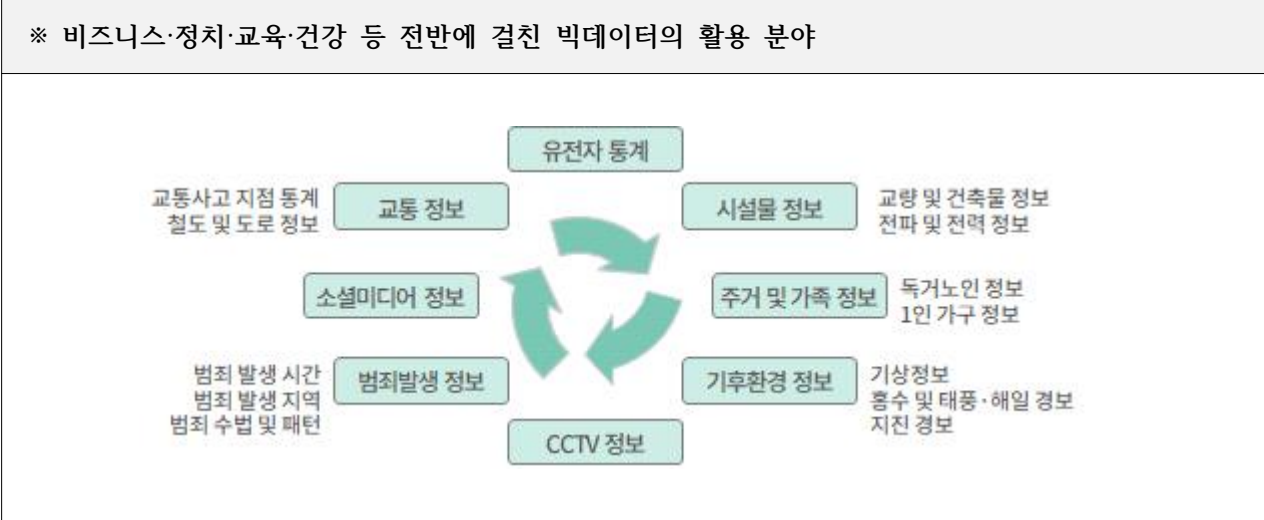 ※ 비즈니스·정치·교육·건강 등 전반에 걸친 빅데이터의 활용 분야
유전자 통계
교통사고 지점 통계
철도 및 도로 정보
교통 정보
시설물 정보
교량 및 건축물 정보
전파 및 전력 정보
소셜미디어 정보
주거 및 가족 정보
독거노인 정보
1인 가구 정보
범죄 발생 시간
범죄 발생 지역
범죄 수법 및 패턴
범죄발생 정보
기후환경 정보
기상정보
홍수 및 태풍·해일 경보
지진 경보
CCTV 정보